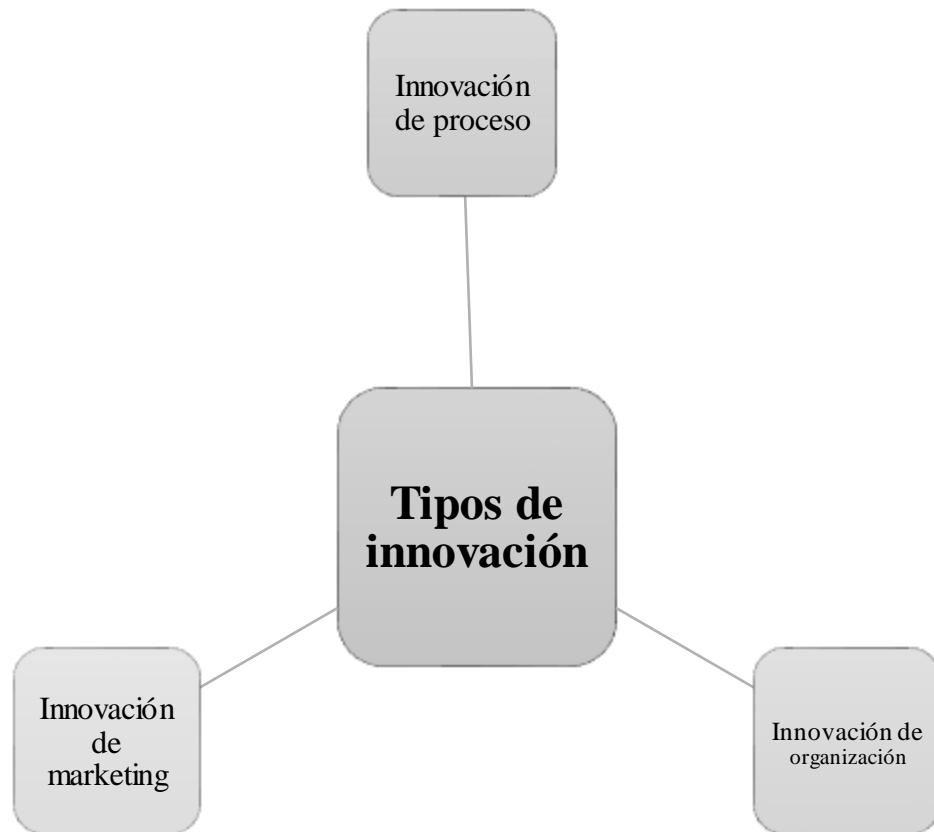 Innovación
de proceso
Tipos de
innovación
Innovación
de
marketing
Innovación de
organización